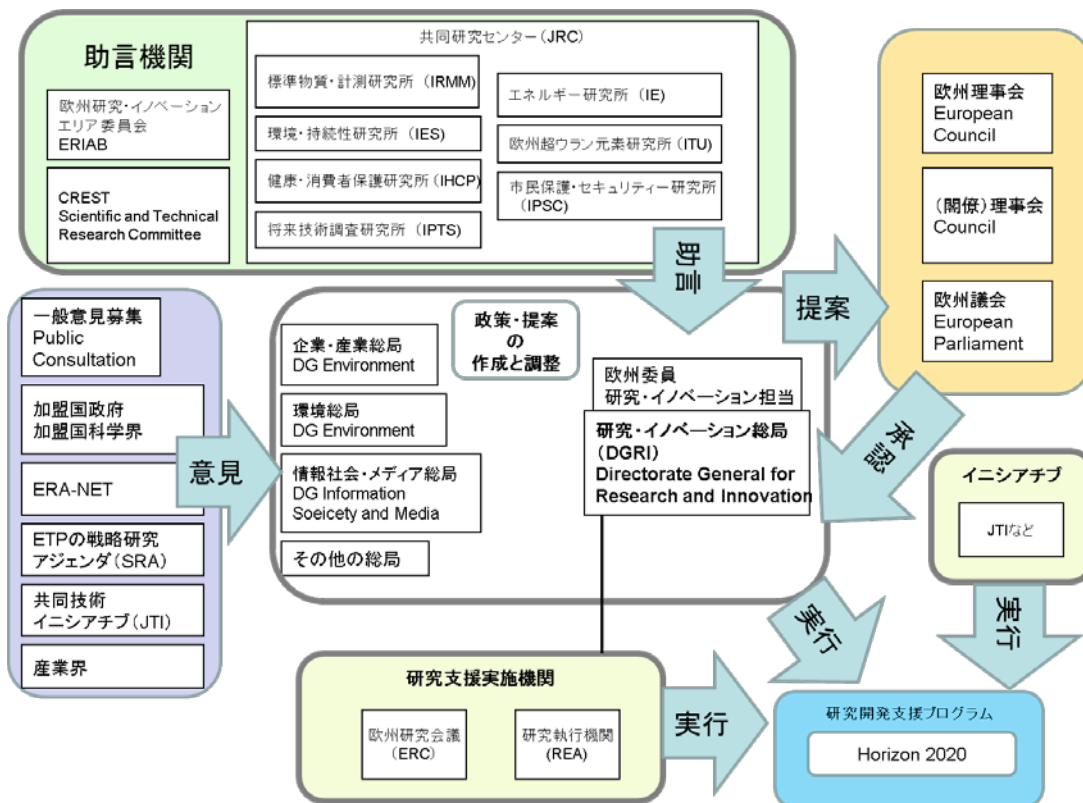 助言機関
欧州研究・イノベーション
エリア委員会
ERIAB
CREST
Scientific and Technical
Research Committee
共同研究センター(JRC)
標準物質・計測研究所 (IRMM)
環境・持続性研究所 (IES)
健康・消費者保護研究所 (IHCP)
将来技術調査研究所 (IPTS)
エネルギー研究所 (IE)
欧州超ウラン元素研究所 (ITU)
市民保護・セキュリティー研究所
(IPSC)
助言
提案
欧州理事会
European
Council
(閣僚)理事会
Council
欧州議会
European
Parliament
承認
一般意見募集
Public
Consultation
加盟国政府
加盟国科学界
ERA-NET
ETPの戦略研究
アジェンダ(SRA)
共同技術
イニシアチブ(JTI)
産業界
意見
政策・提案
の
作成と調整
企業・産業総局
DG Environment
環境総局
DG Environment
情報社会・メディア総局
DG Information
Soeicety and Media
その他の総局
欧州委員
研究・イノベーション担当
研究・イノベーション総局
(DGRI)
Directorate General for
Research and Innovation
イニシアチブ
JTIなど
実行
実行
研究支援実施機関
欧州研究会議
(ERC)
研究執行機関
(REA)
実行
研究開発支援プログラム
Horizon 2020